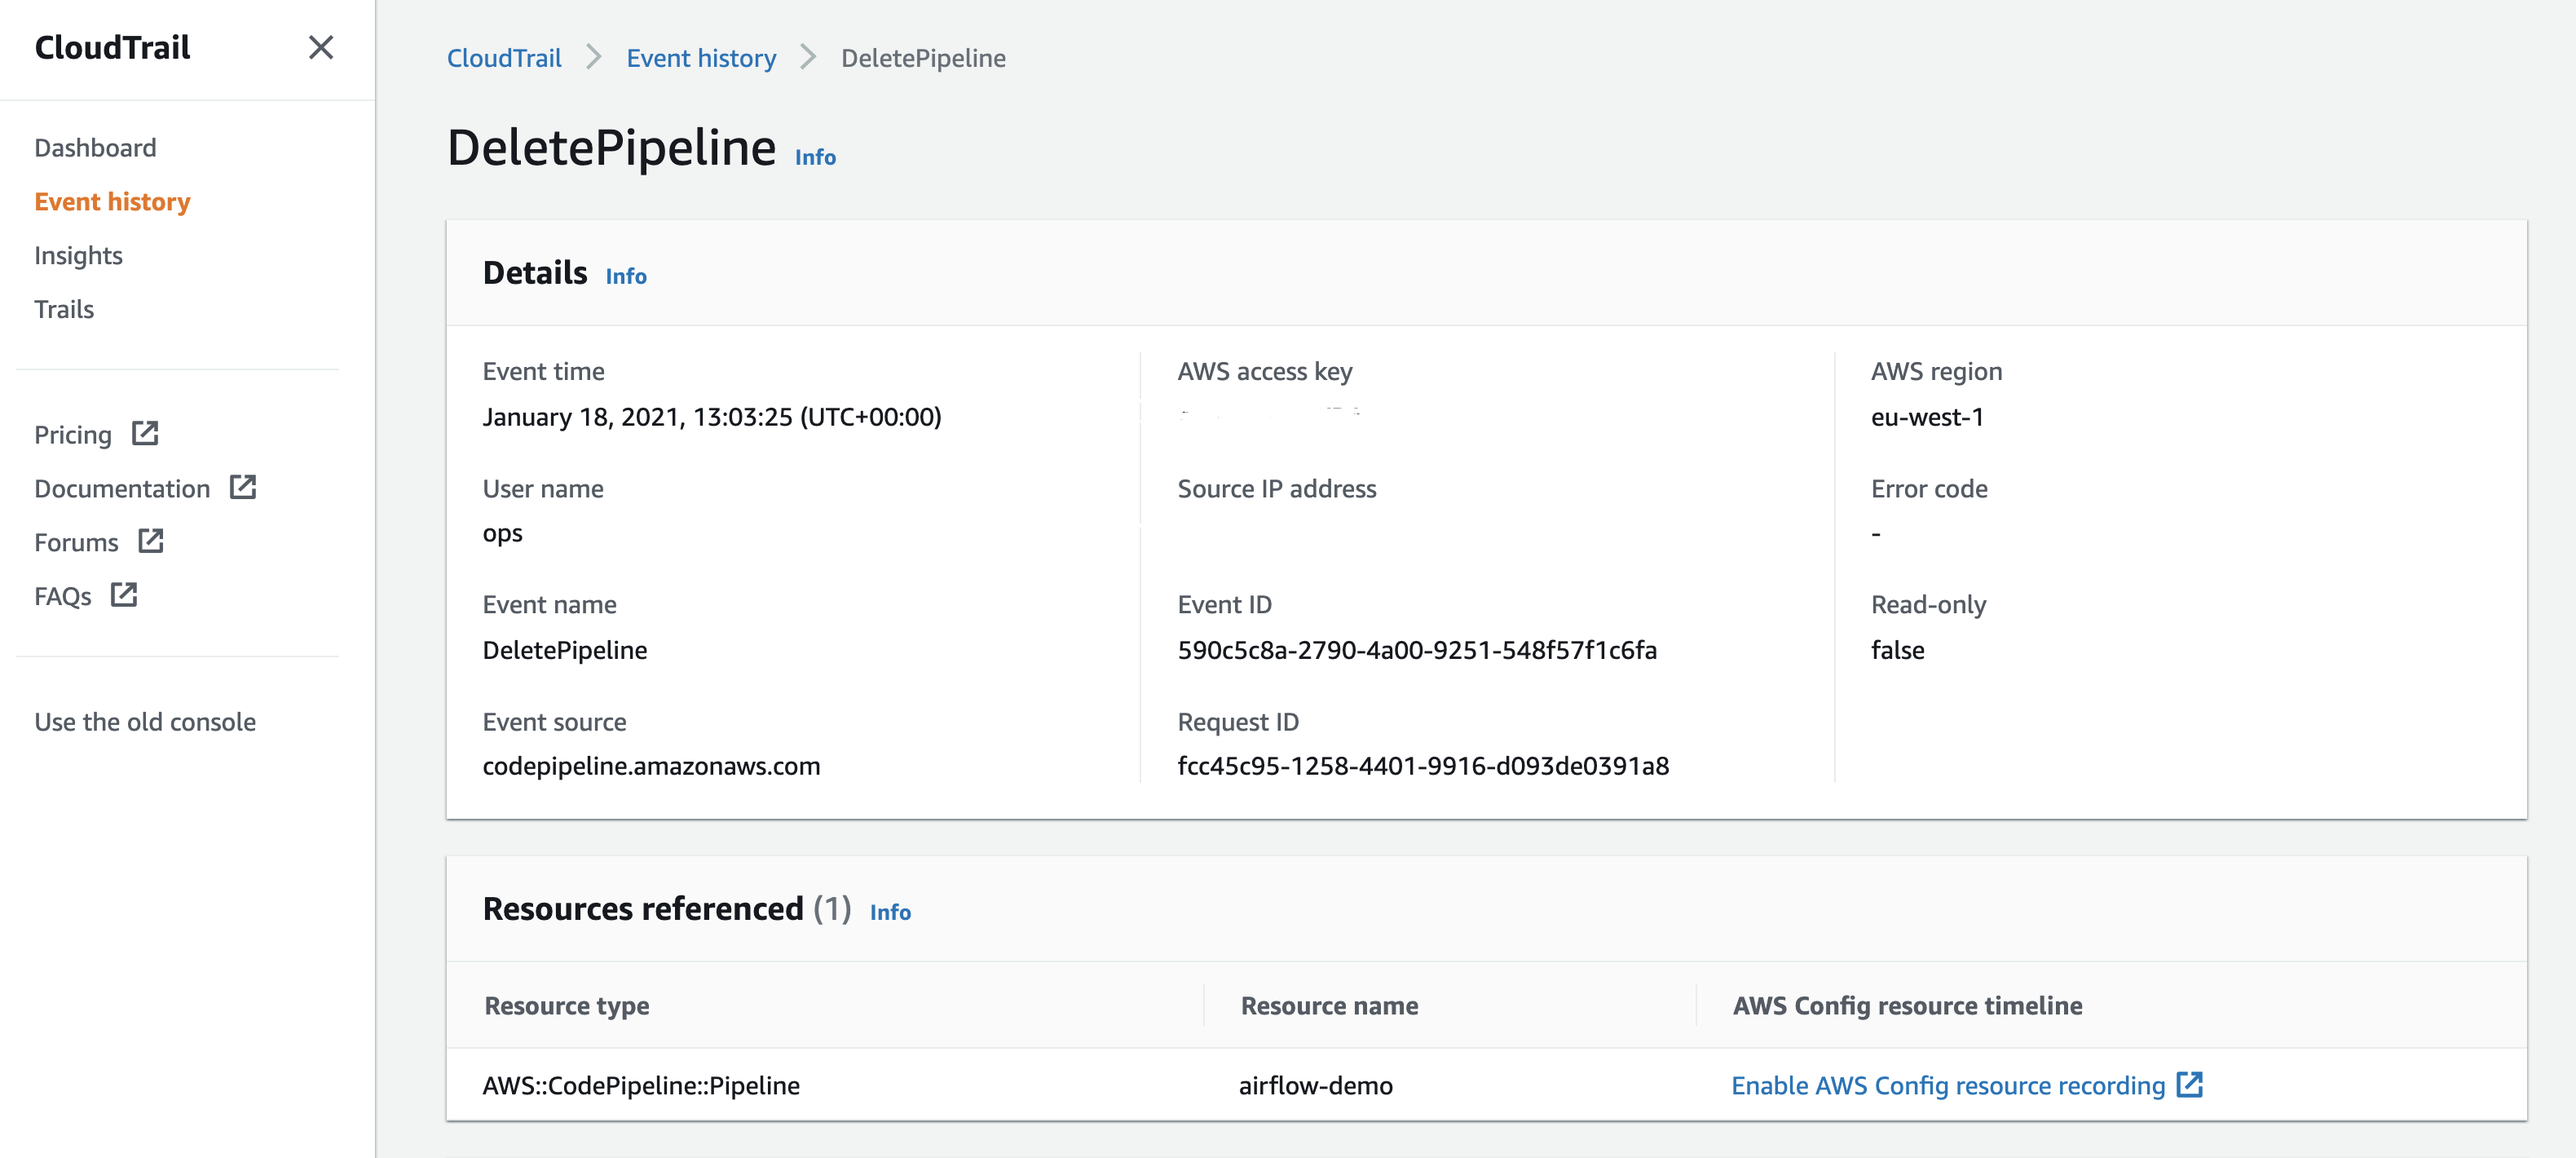 CloudTrail
Dashboard
Event history
Insights
Trails
Pricing
Documentation
Forums
FAQs
Use the old console
CloudTrail > Event history > DeletePipeline
DeletePipeline Info
Details Info
Event time
January 18, 2021, 13:03:25 (UTC+00:00)
User name
ops
Event name
DeletePipeline
Event source
codepipeline.amazonaws.com
AWS access key
Source IP address
Event ID
590c5c8a-2790-4a00-9251-548f57f1c6fa
Request ID
fcc45c95-1258-4401-9916-d093de0391a8
AWS region
eu-west-1
Error code
-
Read-only
false
Resources referenced (1) Info
Resource type Resource name AWS Config resource timeline
AWS::CodePipeline::Pipeline airflow-demo Enable AWS Config resource recording